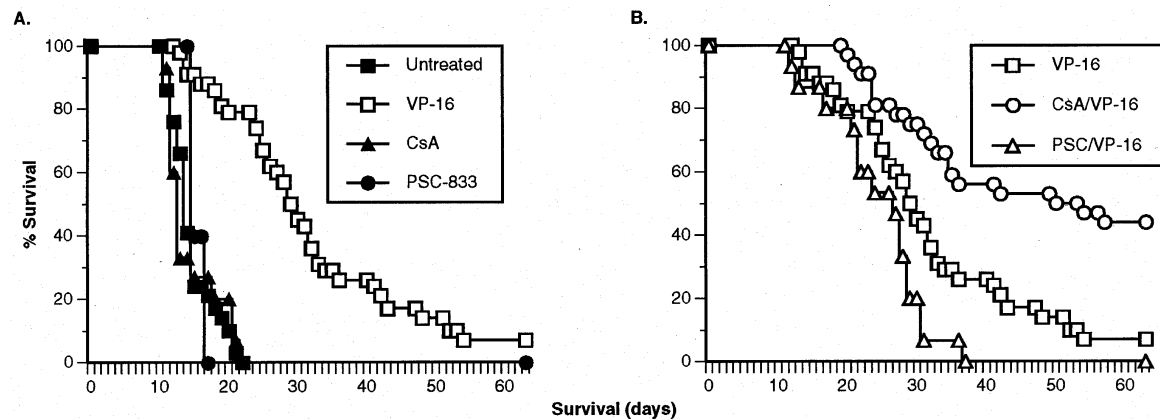 A.
100
80
60
40
20
0
% Survival
0 10 20 30 40 50 60
Untreated
VP-16
CsA
PSC-833
B.
100
80
60
40
20
0
0 10 20 30 40 50 60
VP-16
CsA/VP-16
PSC/VP-16
Survival (days)